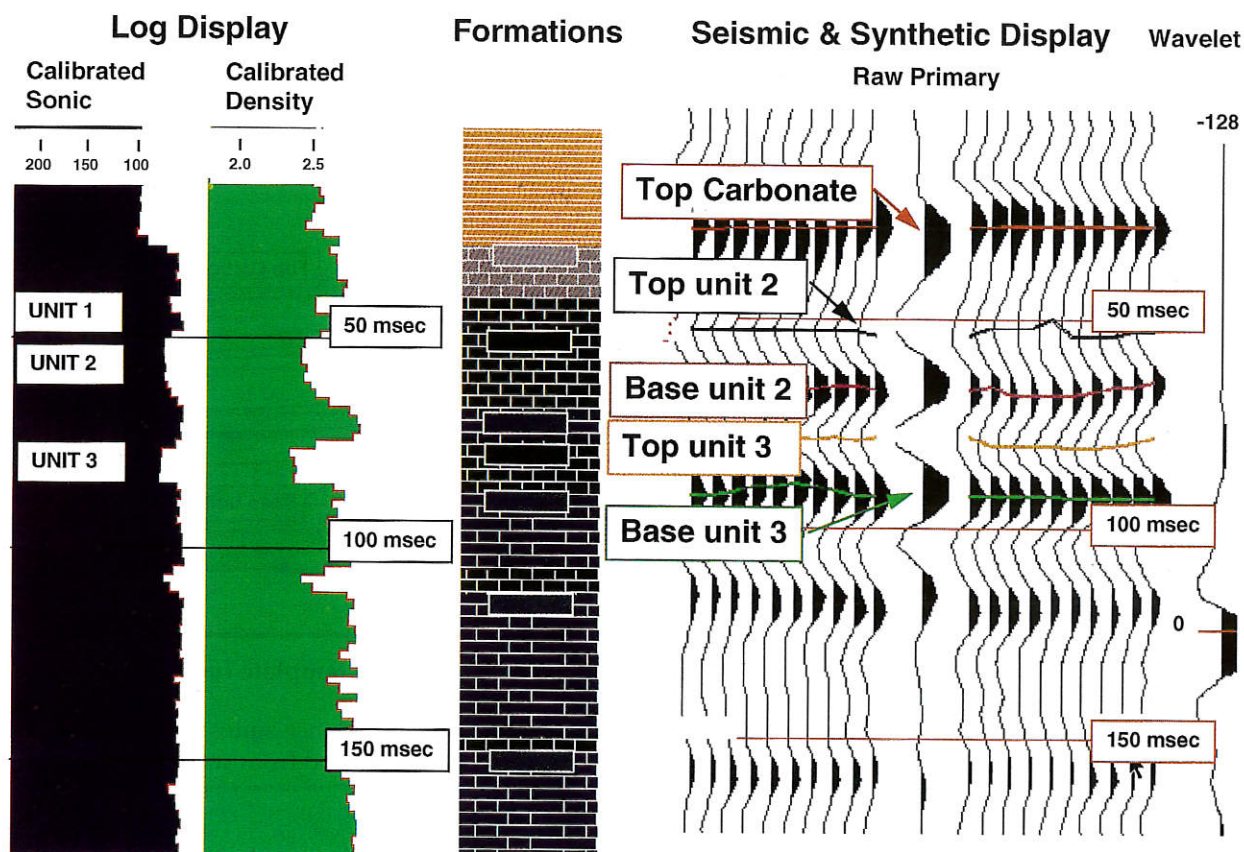 Log Display
Formations
Seismic & Synthetic Display
Wavelet
Calibrated
Sonic
Calibrated
Density
Raw Primary
200
150
100
2.0
2.5
-128
Top Carbonate
Top unit 2
UNIT 1
50 msec
50 msec
UNIT 2
Base unit 2
Top unit 3
UNIT 3
Base unit 3
100 msec
100 msec
0
150 msec
150 msec